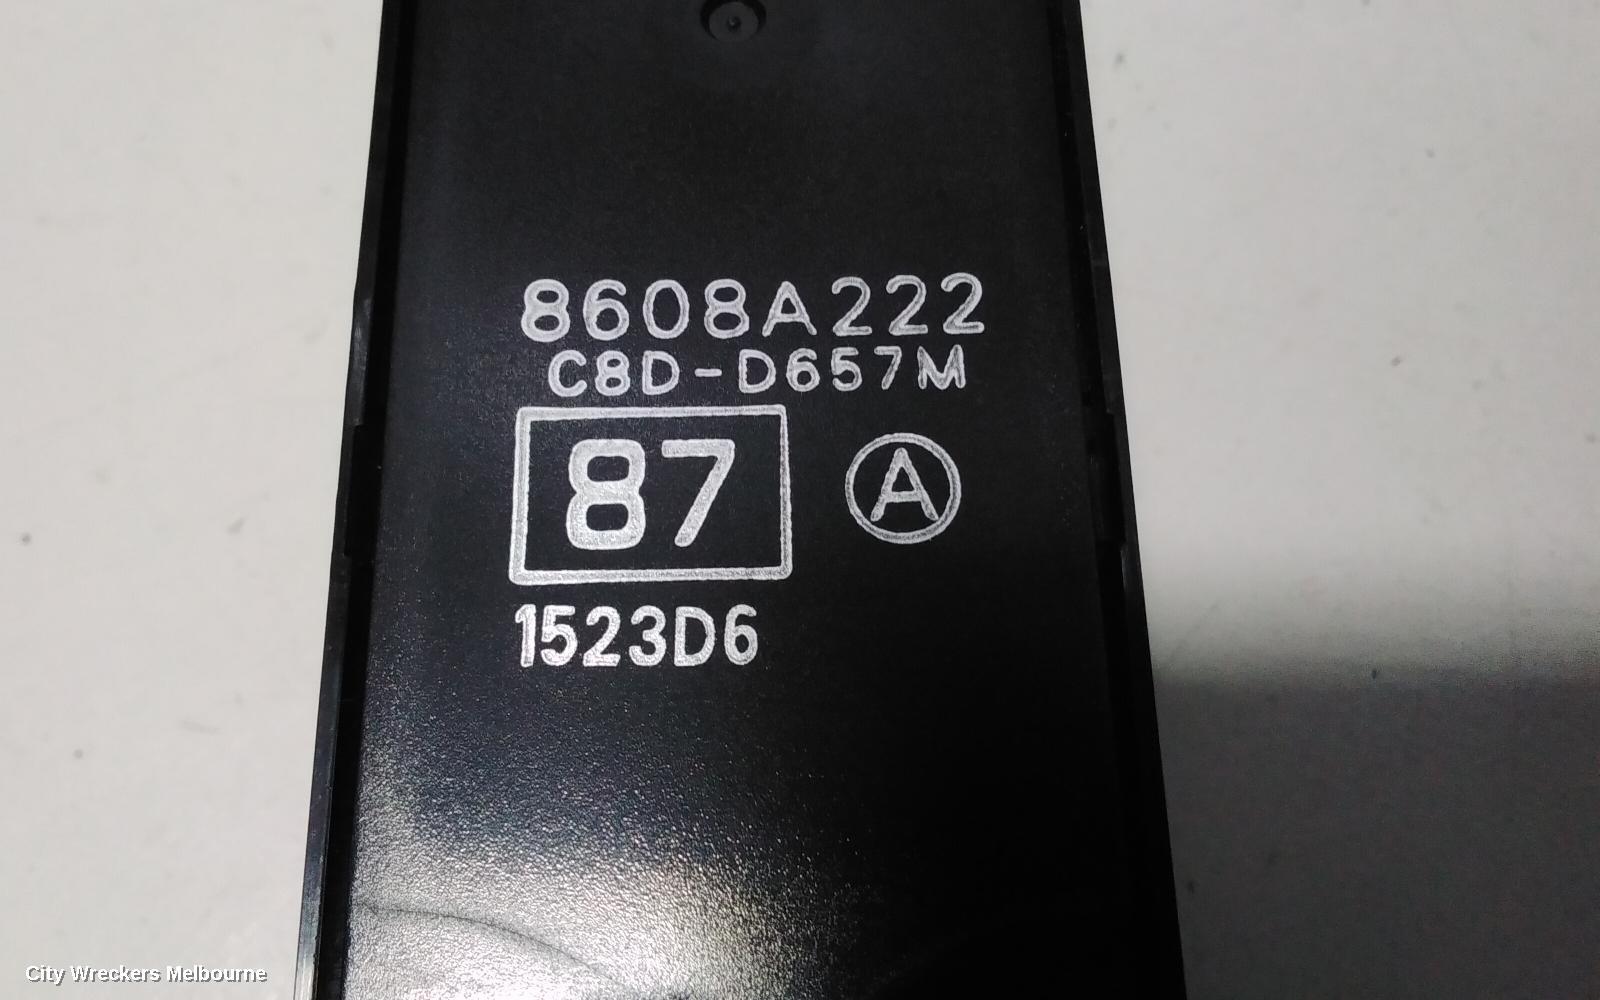 8608A222
C8D-D657M
87 A
1523D6
City Wreckers Melbourne